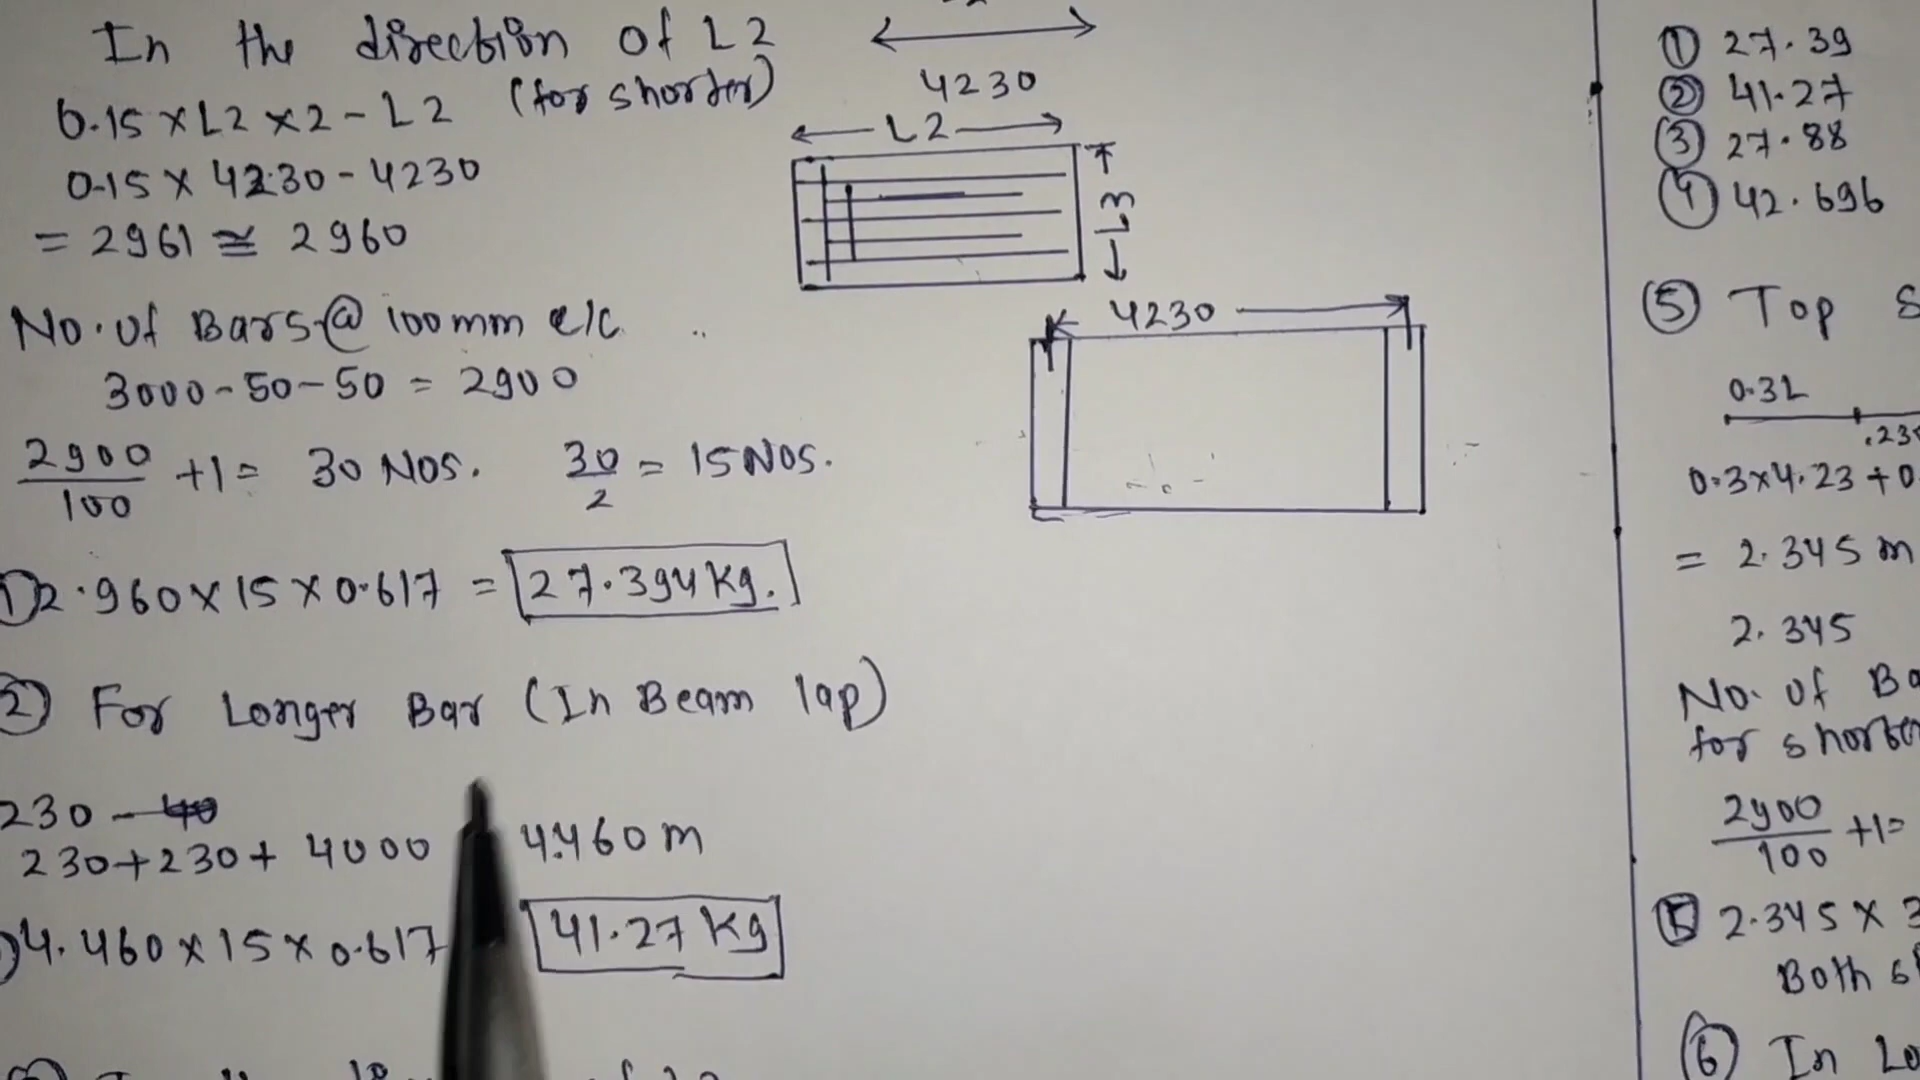 In the direction of L2
(for shorter)
0.15 x L2 x 2 - L2
0.15 x 4230 - 4230
= 2961 ≅ 2960
No. of Bars @ 100mm c/c
3000 - 50 - 50 = 2900
2900/100 + 1 = 30 Nos. 30/2 = 15 Nos.
① 2.960 x 15 x 0.617 = 27.394 Kg.
② For Longer Bar (In Beam lap)
230 - 40
230 + 230 + 4000 4.460 m
4.460 x 15 x 0.617 41.27 Kg
4230
L2
L3
4230
① 27.39
② 41.27
③ 27.88
④ 42.696
⑤ Top
0.3L
.23
0.3x4.23+0
= 2.345 m
2.345
No. of
for
2900/100 +1=
5 2.345 x 3
Both
⑥ In